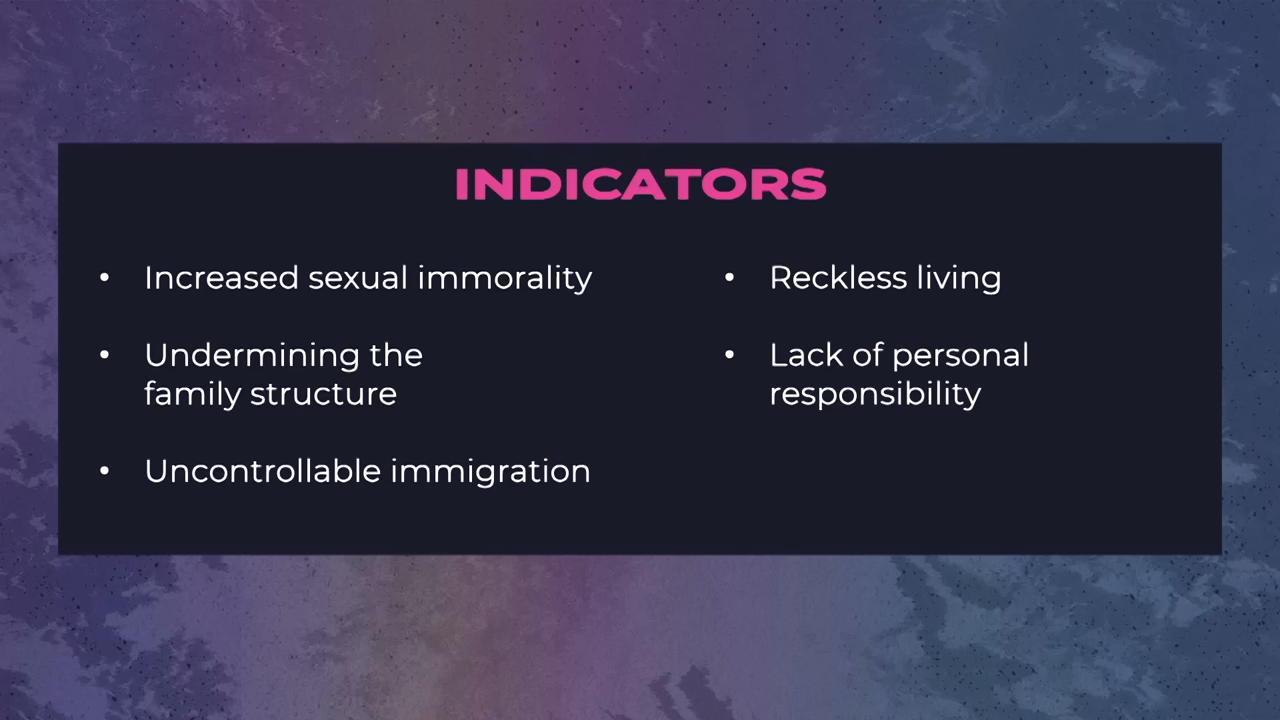 INDICATORS
• Increased sexual immorality
• Undermining the
family structure
• Uncontrollable immigration
• Reckless living
• Lack of personal
responsibility